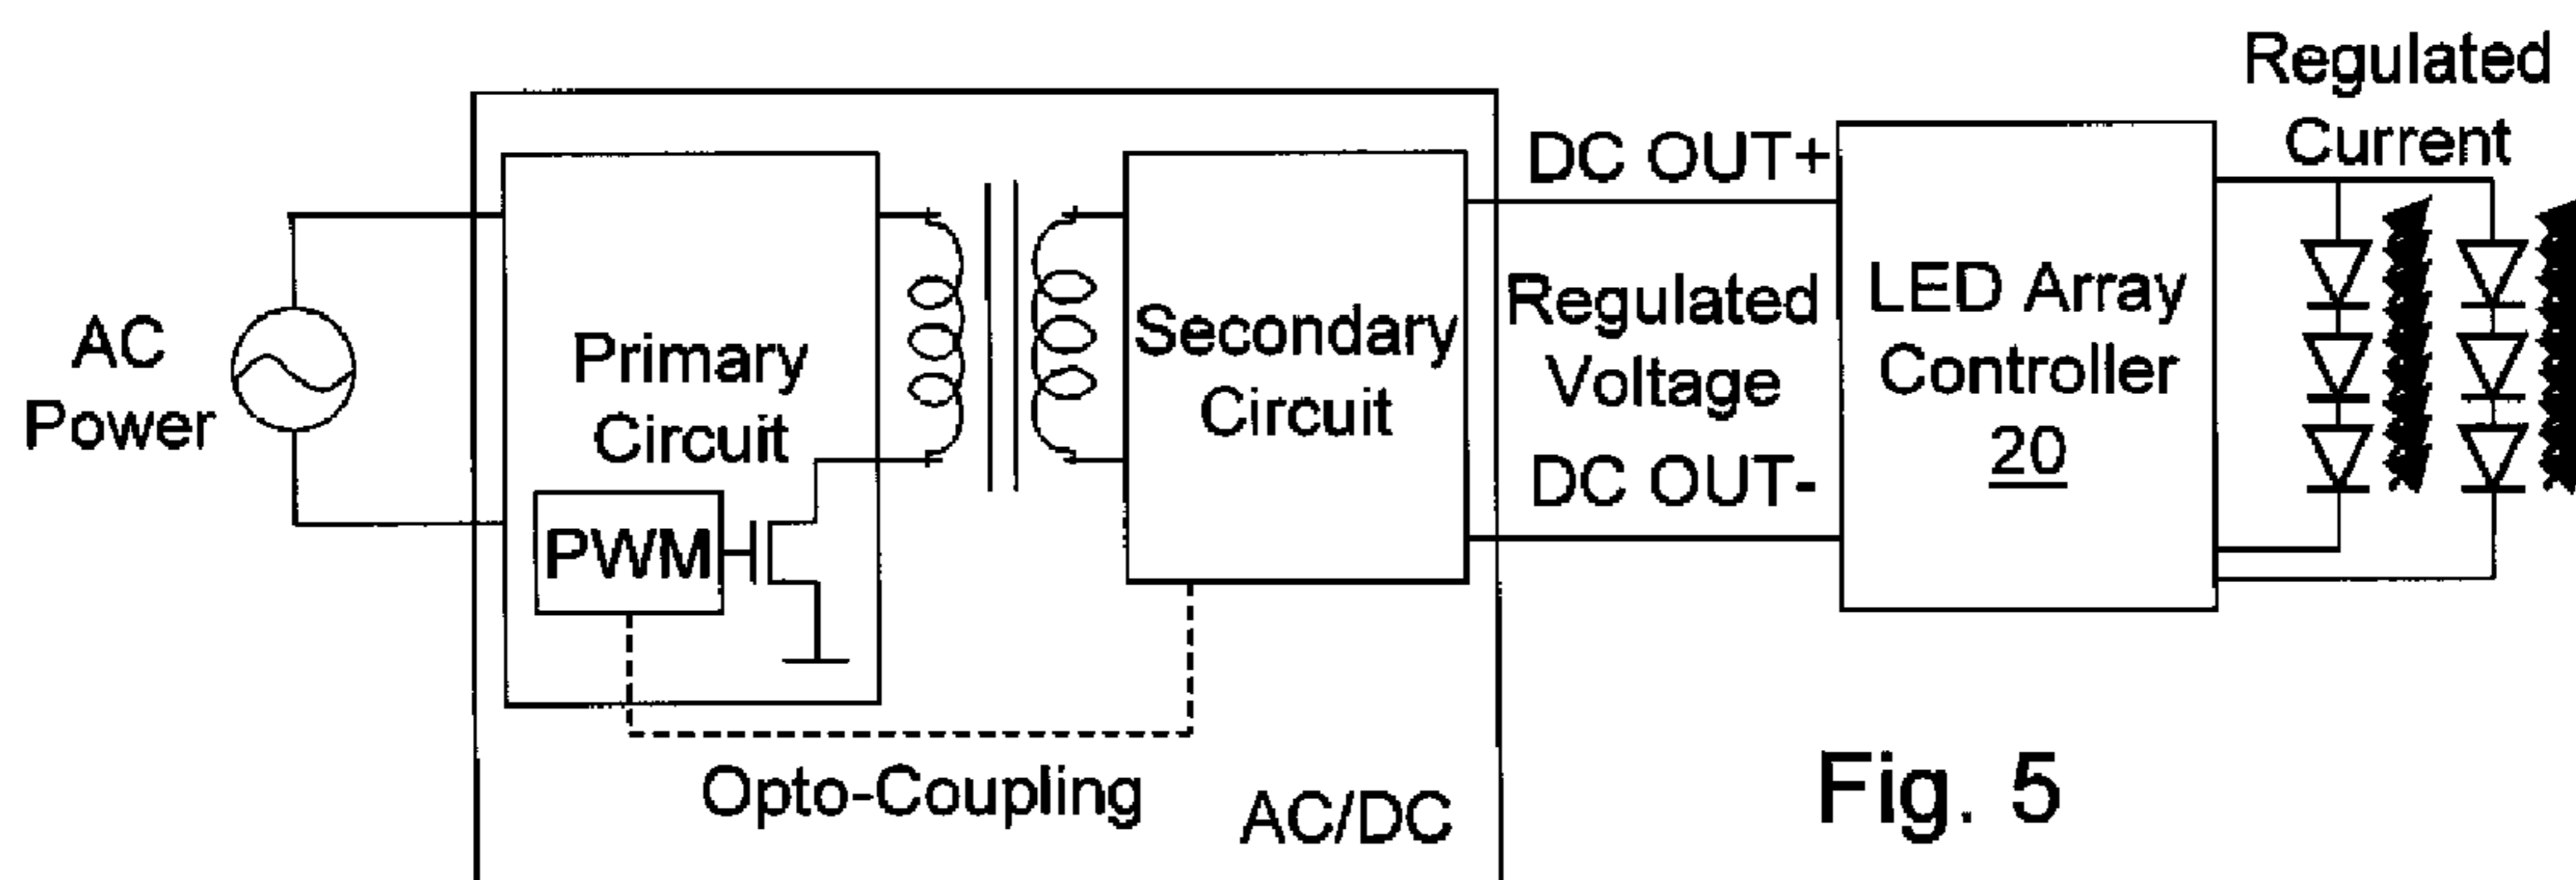 AC
Power
Primary
Circuit
PWM
Opto-Coupling
Secondary
Circuit
AC/DC
DC OUT+
Regulated
Voltage
DC OUT-
LED Array
Controller
20
Regulated
Current
Fig. 5